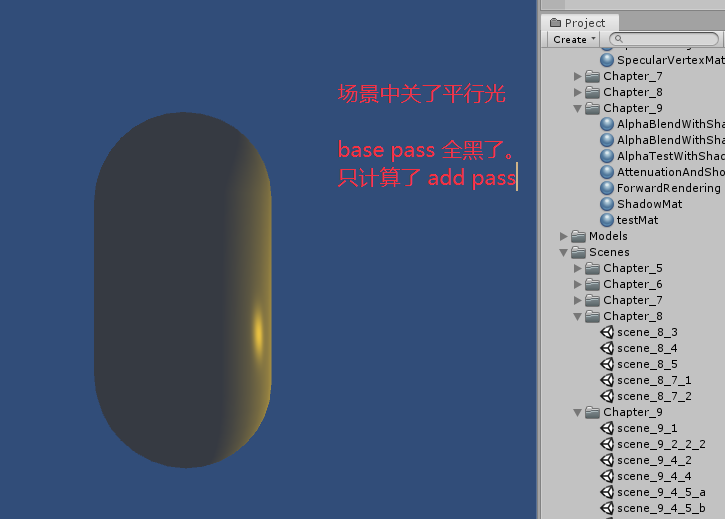 场景中关了平行光
base pass 全黑了。
只计算了 add pass
Project
Create
SpecularVertexMat
Chapter_7
Chapter_8
Chapter_9
AlphaBlendWithSha
AlphaBlendWithSha
AlphaTestWithShad
AttenuationAndSho
ForwardRendering
ShadowMat
testMat
Models
Scenes
Chapter_5
Chapter_6
Chapter_7
Chapter_8
scene_8_3
scene_8_4
scene_8_5
scene_8_7_1
scene_8_7_2
Chapter_9
scene_9_1
scene_9_2_2_2
scene_9_4_2
scene_9_4_4
scene_9_4_5_a
scene_9_4_5_b